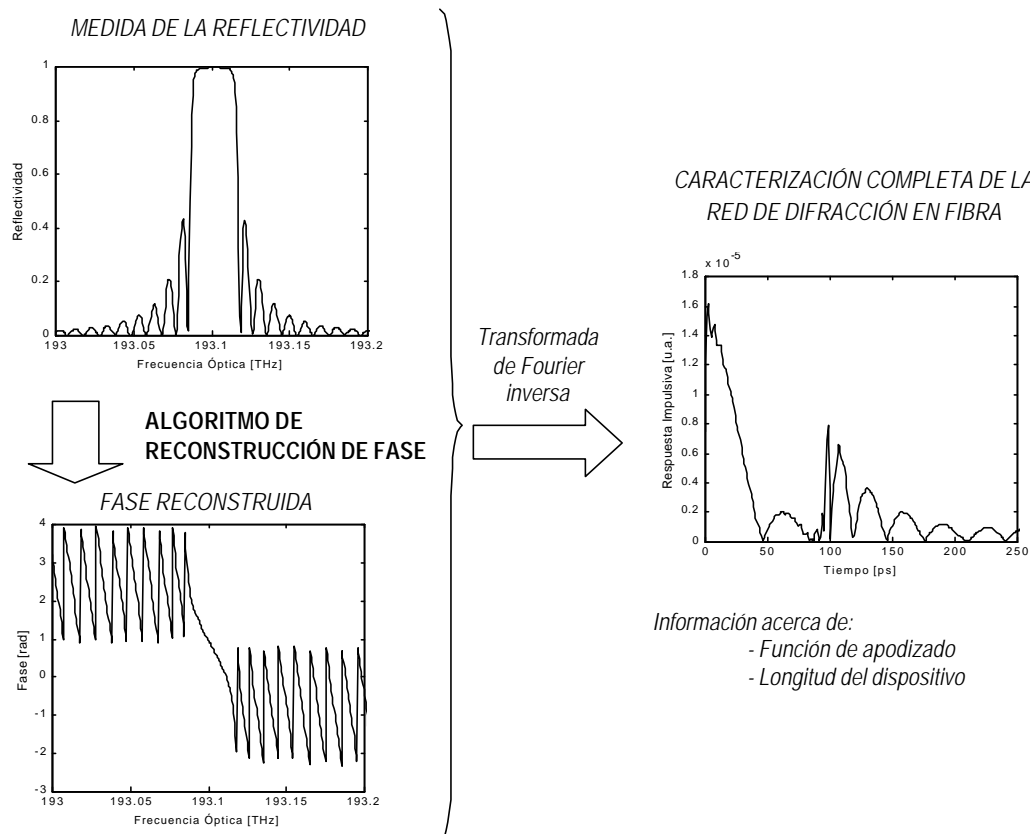 MEDIDA DE LA REFLECTIVIDAD
1
0.8
0.6
0.4
0.2
0
Reflectividad
193
193.05
193.1
193.15
193.2
Frecuencia Óptica [THz]
ALGORITMO DE
RECONSTRUCCIÓN DE FASE
FASE RECONSTRUIDA
4
3
2
1
0
-1
-2
-3
Fase [rad]
193
193.05
193.1
193.15
193.2
Frecuencia Óptica [THz]
Transformada
de Fourier
inversa
CARACTERIZACIÓN COMPLETA DE LA
RED DE DIFRACCIÓN EN FIBRA
x 10 -5
1.8
1.6
1.4
1.2
1
0.8
0.6
0.4
0.2
0
Respuesta Impulsiva [u.a.]
0
50
100
150
200
250
Tiempo [ps]
Información acerca de:
- Función de apodizado
- Longitud del dispositivo